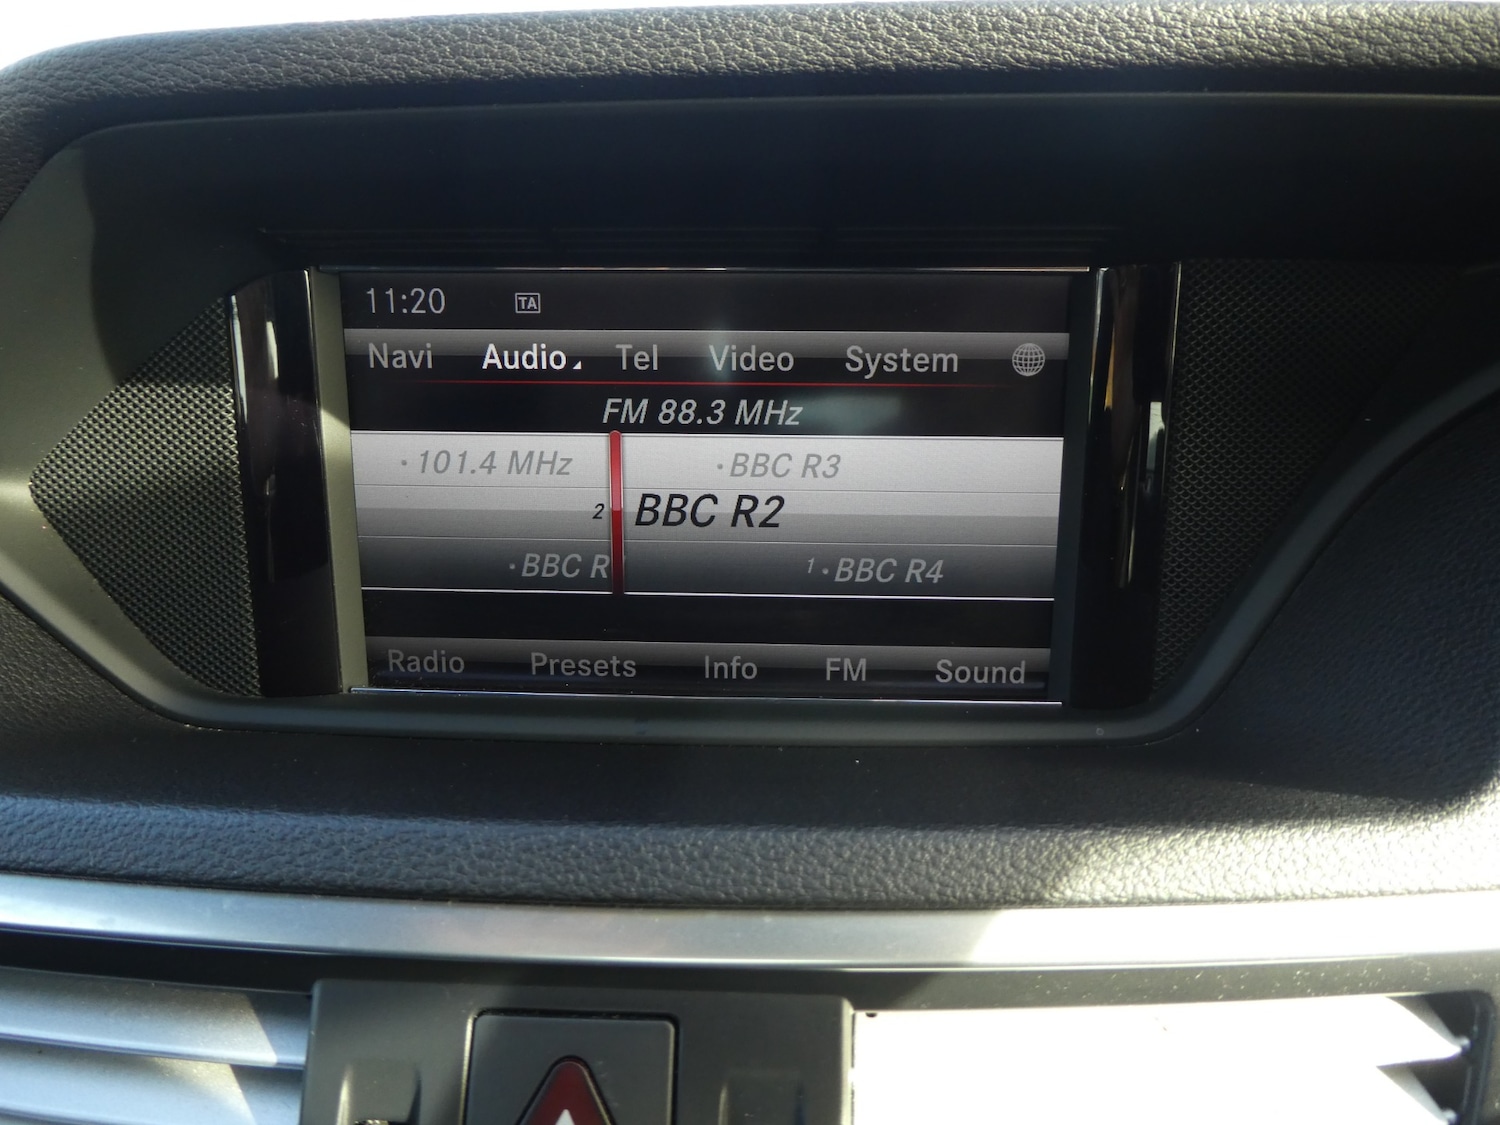 11:20 TA
Navi Audio Tel Video System
FM 88.3 MHz
·101.4 MHz ·BBC R3
2 BBC R2
·BBC R 1·BBC R4
Radio Presets Info FM Sound